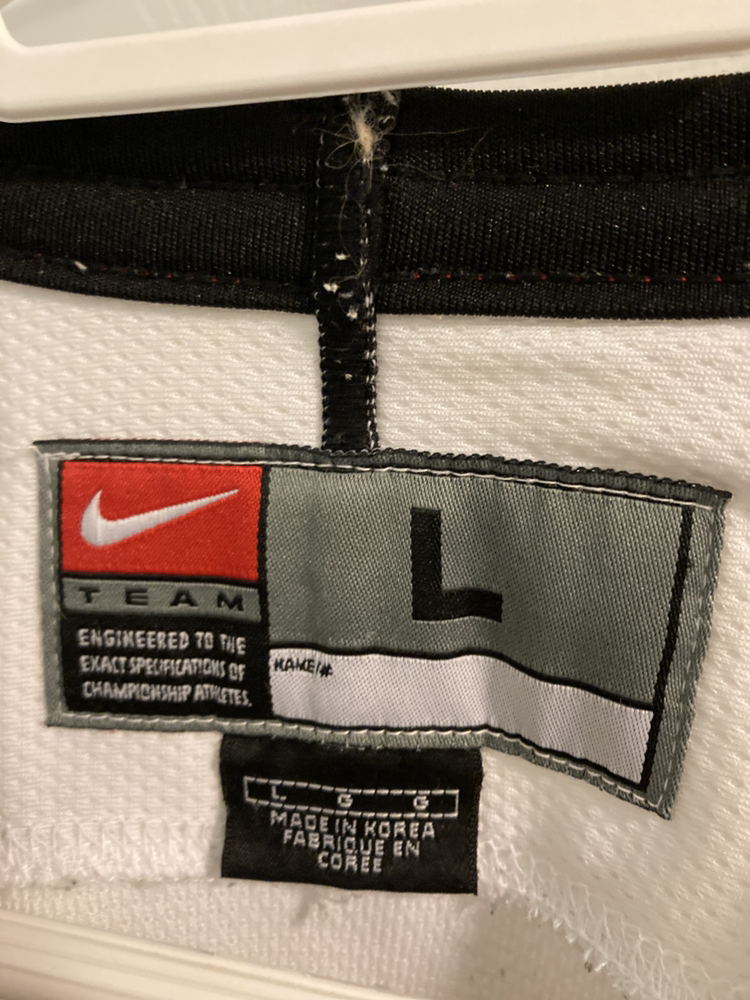 TEAM
ENGINEERED TO THE
EXACT SPECIFICATIONS OF
CHAMPIONSHIP ATHLETES.
L
NAME/#
L G G
MADE IN KOREA
FABRIQUE EN
COREE